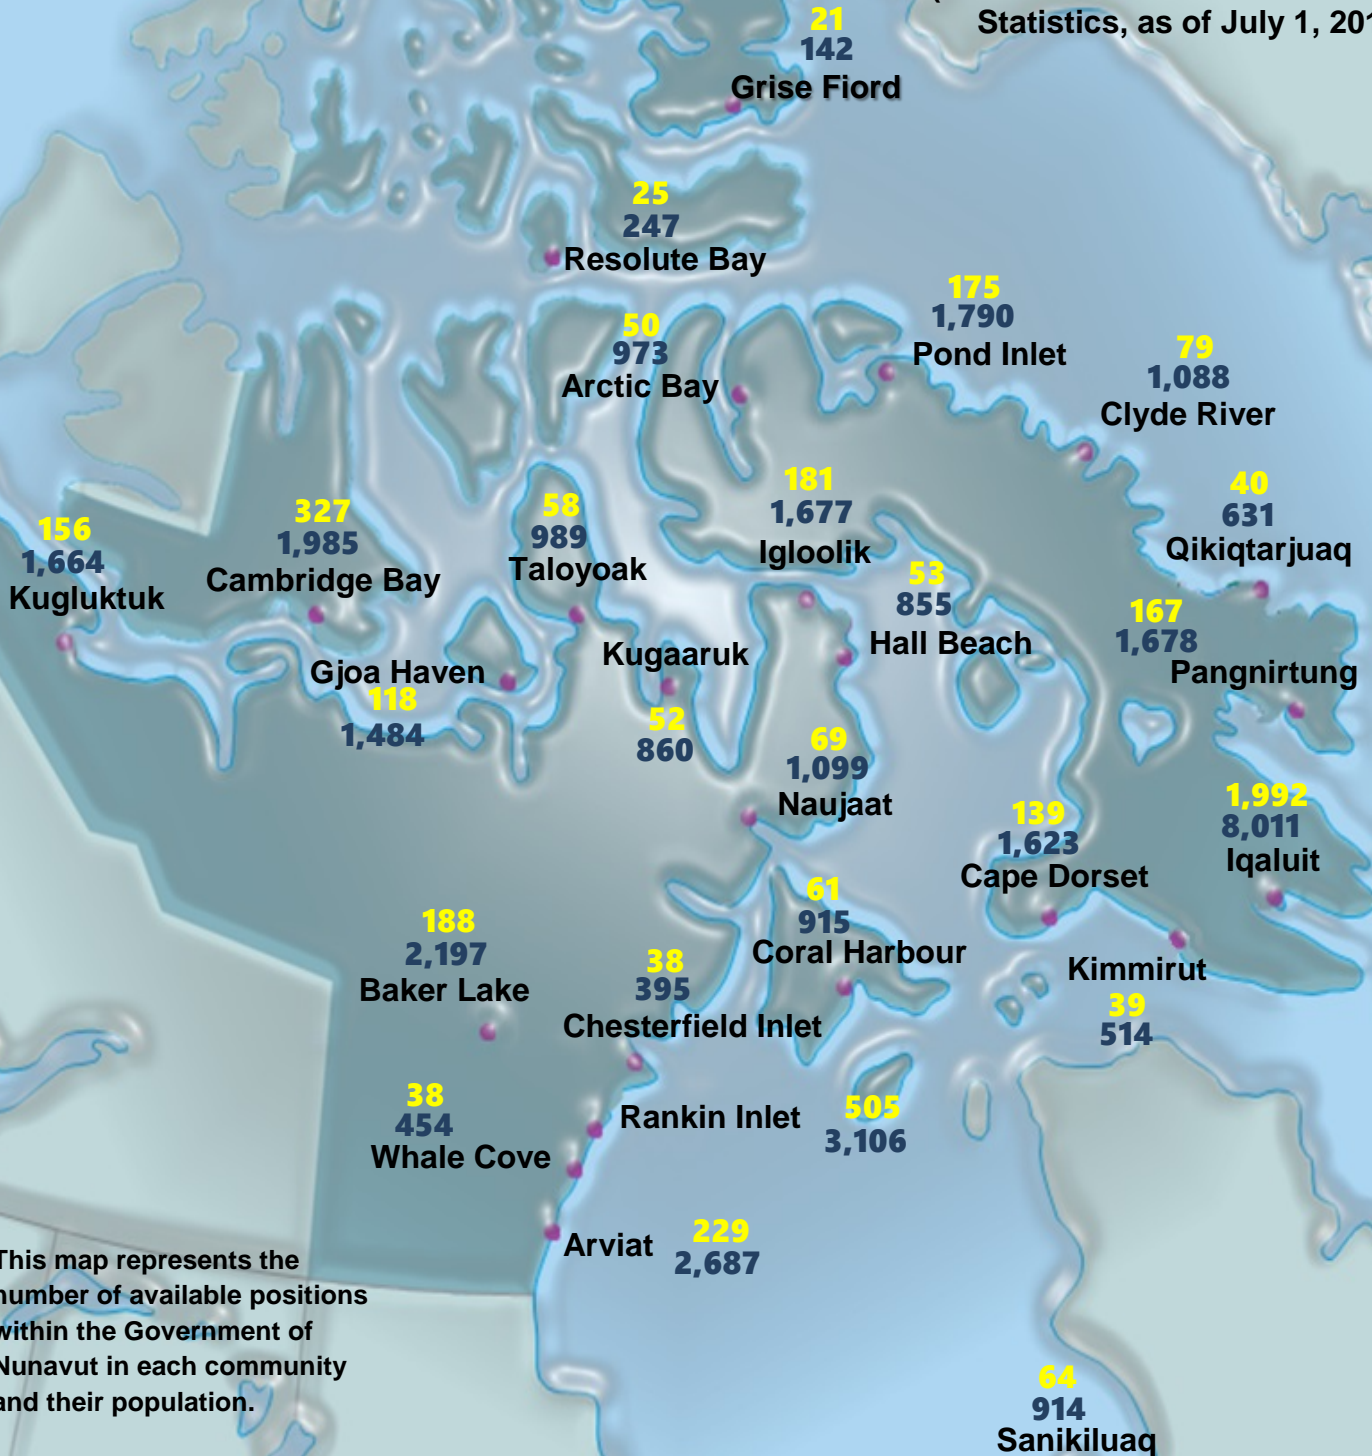 Statistics, as of July 1, 20
21
142
Grise Fiord
25
247
Resolute Bay
175
1,790
Pond Inlet
50
973
Arctic Bay
79
1,088
Clyde River
181
1,677
Igloolik
40
631
Qikiqtarjuaq
156
1,664
Kugluktuk
327
1,985
Cambridge Bay
58
989
Taloyoak
53
855
Hall Beach
167
1,678
Pangnirtung
Gjoa Haven
118
1,484
Kugaaruk
52
860
69
1,099
Naujaat
139
1,623
Cape Dorset
1,992
8,011
Iqaluit
61
915
Coral Harbour
188
2,197
Baker Lake
38
395
Chesterfield Inlet
Kimmirut
39
514
38
454
Whale Cove
Rankin Inlet
505
3,106
Arviat
229
2,687
This map represents the
number of available positions
within the Government of
Nunavut in each community
and their population.
64
914
Sanikiluaq